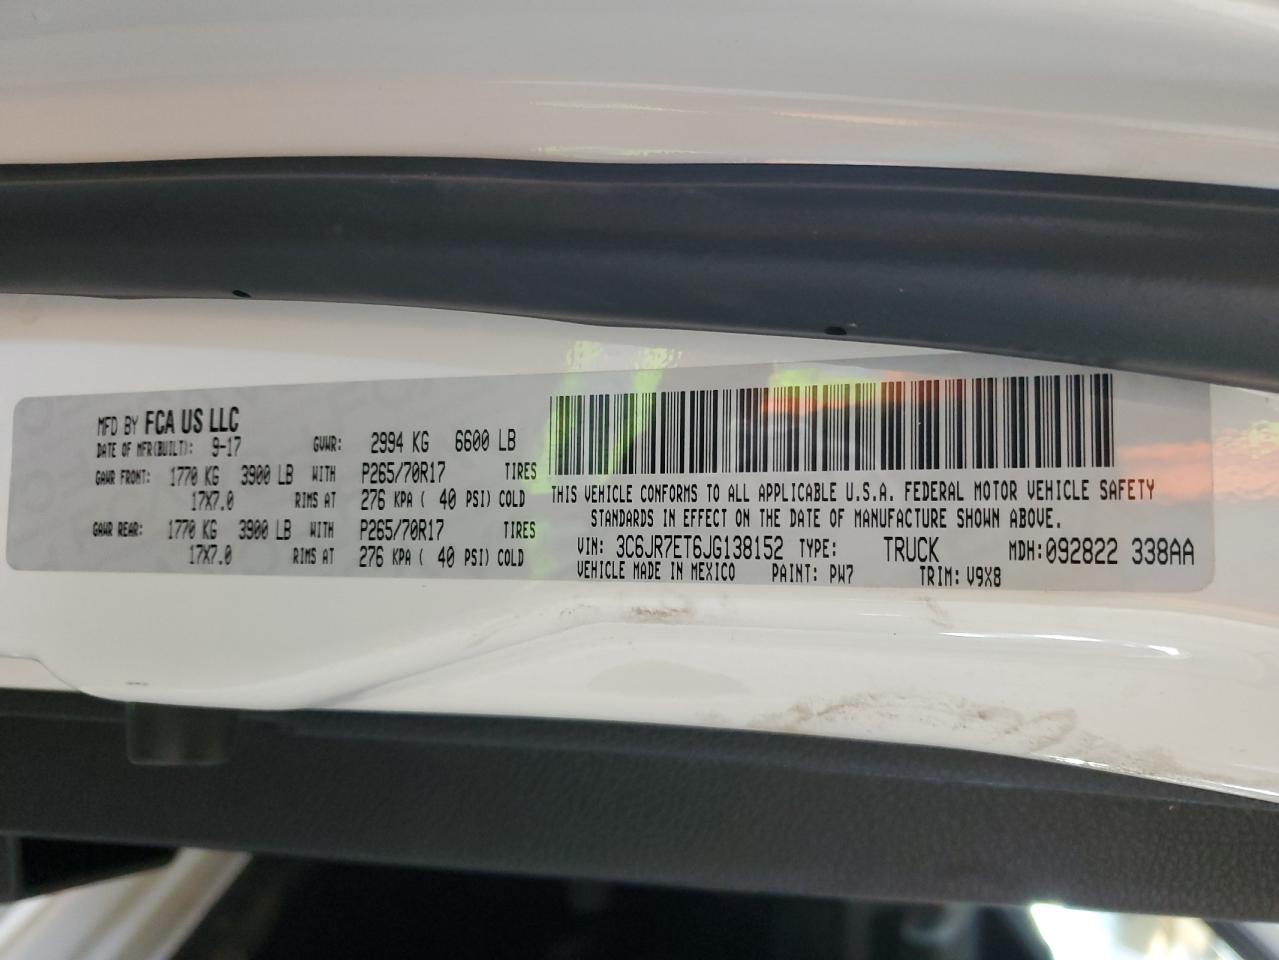 MFD BY FCA US LLC
DATE OF MFR(BUILT): 9-17 GVWR: 2994 KG 6600 LB
GAWR FRONT: 1770 KG 3900 LB WITH P265/70R17 TIRES
17X7.0 RIMS AT 276 KPA ( 40 PSI) COLD
GAWR REAR: 1770 KG 3900 LB WITH P265/70R17 TIRES
17X7.0 RIMS AT 276 KPA ( 40 PSI) COLD
THIS VEHICLE CONFORMS TO ALL APPLICABLE U.S.A. FEDERAL MOTOR VEHICLE SAFETY
STANDARDS IN EFFECT ON THE DATE OF MANUFACTURE SHOWN ABOVE.
VIN: 3C6JR7ET6JG138152 TYPE: TRUCK MDH:092822 338AA
VEHICLE MADE IN MEXICO PAINT: PW7 TRIM: V9X8